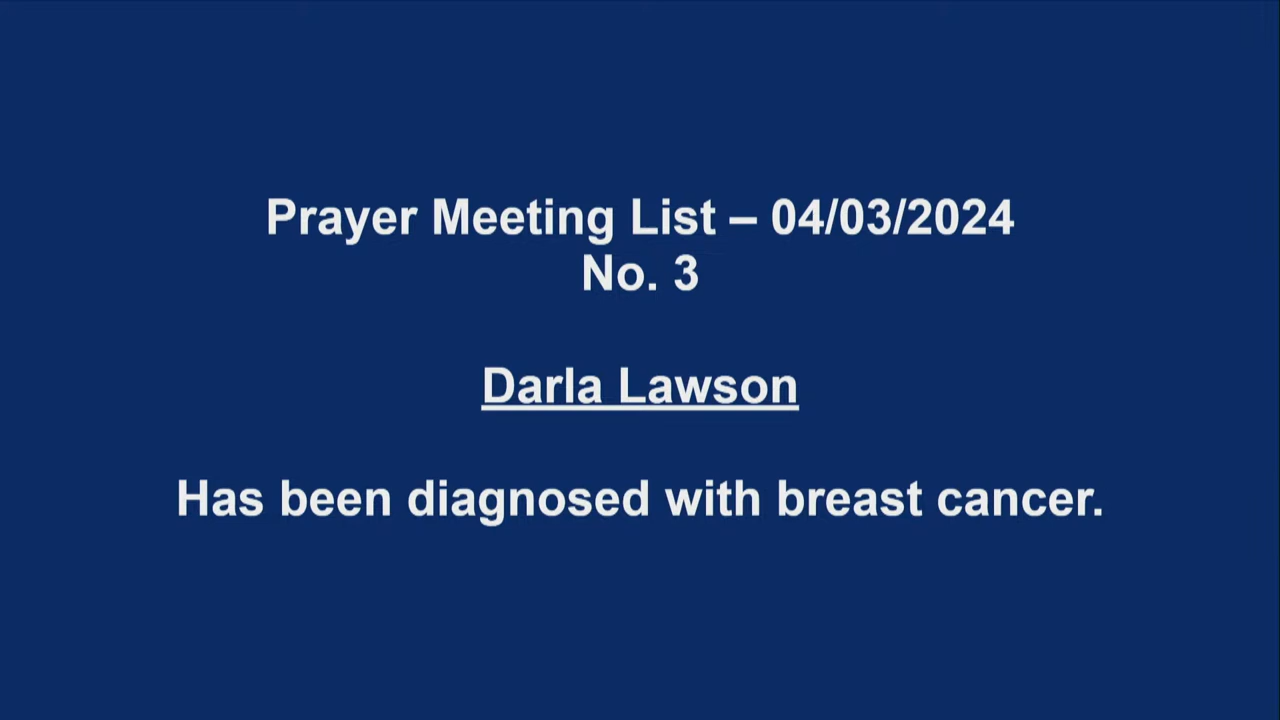 Prayer Meeting List – 04/03/2024
No. 3
Darla Lawson
Has been diagnosed with breast cancer.